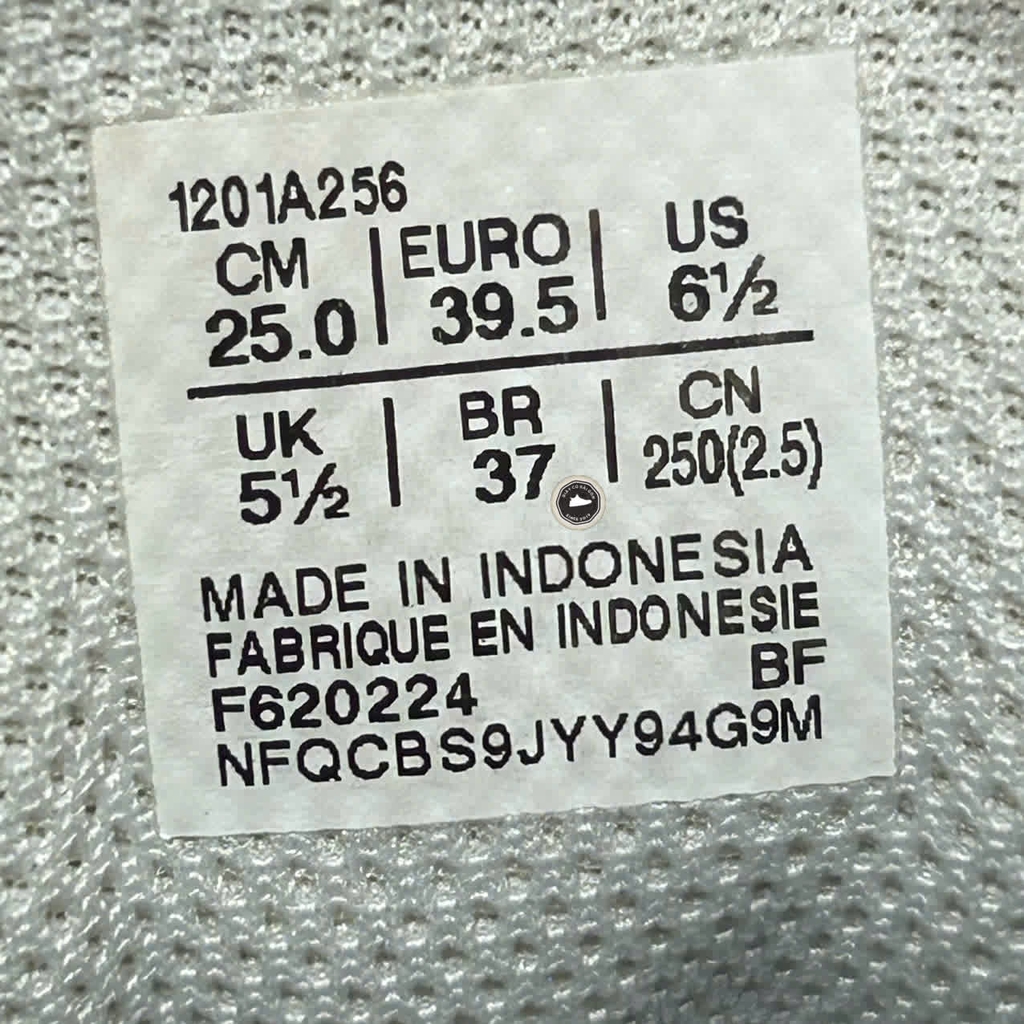 1201A256
CM | EURO | US
25.0 | 39.5 | 6½
UK | BR | CN
5½ | 37 | 250(2.5)
MADE IN INDONESIA
FABRIQUE EN INDONESIE
F620224 BF
NFQCBS9JYY94G9M